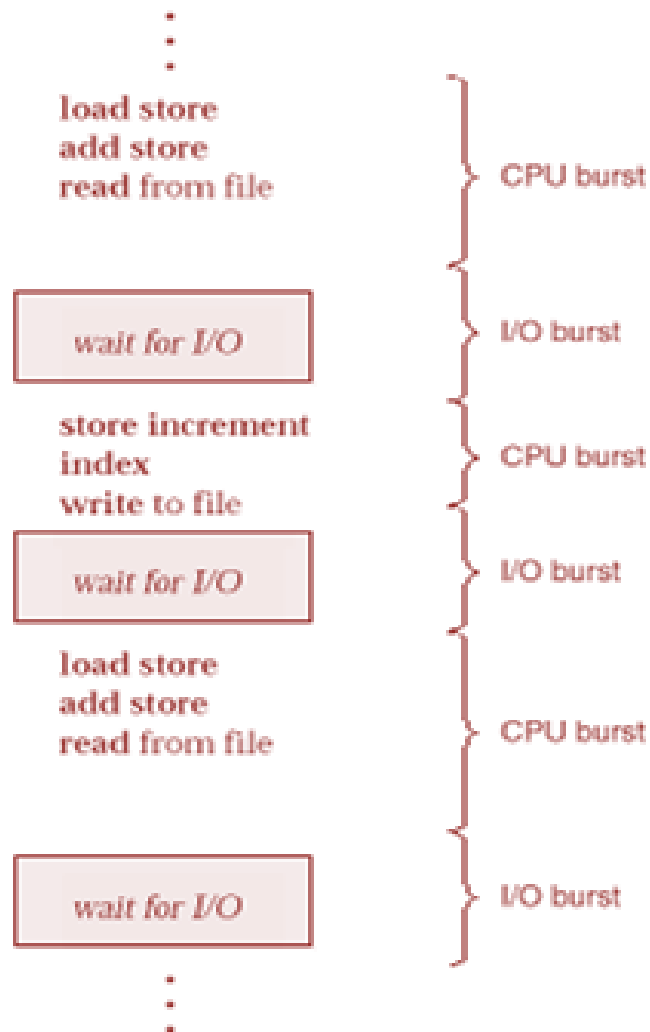 load store
add store
read from file
CPU burst
wait for I/O
I/O burst
store increment
index
write to file
CPU burst
wait for I/O
I/O burst
load store
add store
read from file
CPU burst
wait for I/O
I/O burst